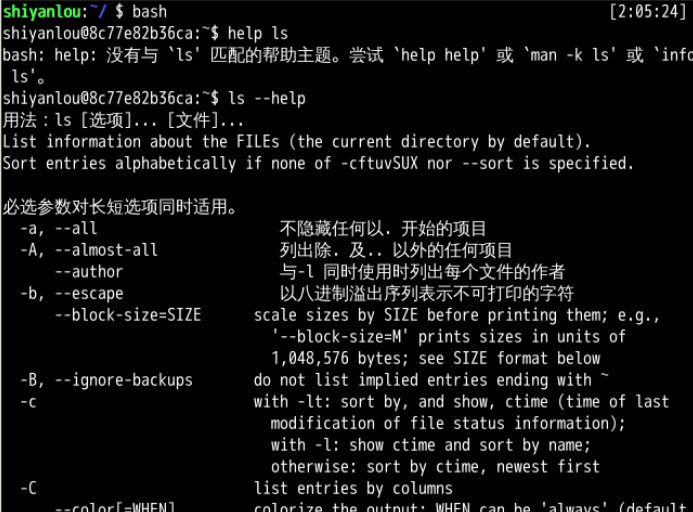 shiyanlou:~/ $ bash [2:05:24]
shiyanlou@8c77e82b36ca:~$ help ls
bash: help: 没有与 `ls' 匹配的帮助主题。尝试 `help help' 或 `man -k ls' 或 `info
 ls'。
shiyanlou@8c77e82b36ca:~$ ls --help
用法：ls [选项]... [文件]...
List information about the FILEs (the current directory by default).
Sort entries alphabetically if none of -cftuvSUX nor --sort is specified.
必选参数对长短选项同时适用。
-a, --all 不隐藏任何以. 开始的项目
-A, --almost-all 列出除. 及.. 以外的任何项目
--author 与-l 同时使用时列出每个文件的作者
-b, --escape 以八进制溢出序列表示不可打印的字符
--block-size=SIZE scale sizes by SIZE before printing them; e.g.,
'--block-size=M' prints sizes in units of
1,048,576 bytes; see SIZE format below
-B, --ignore-backups do not list implied entries ending with ~
-c with -lt: sort by, and show, ctime (time of last
modification of file status information);
with -l: show ctime and sort by name;
otherwise: sort by ctime, newest first
-C list entries by columns
--color[=WHEN] colorize the output; WHEN can be 'always' (default